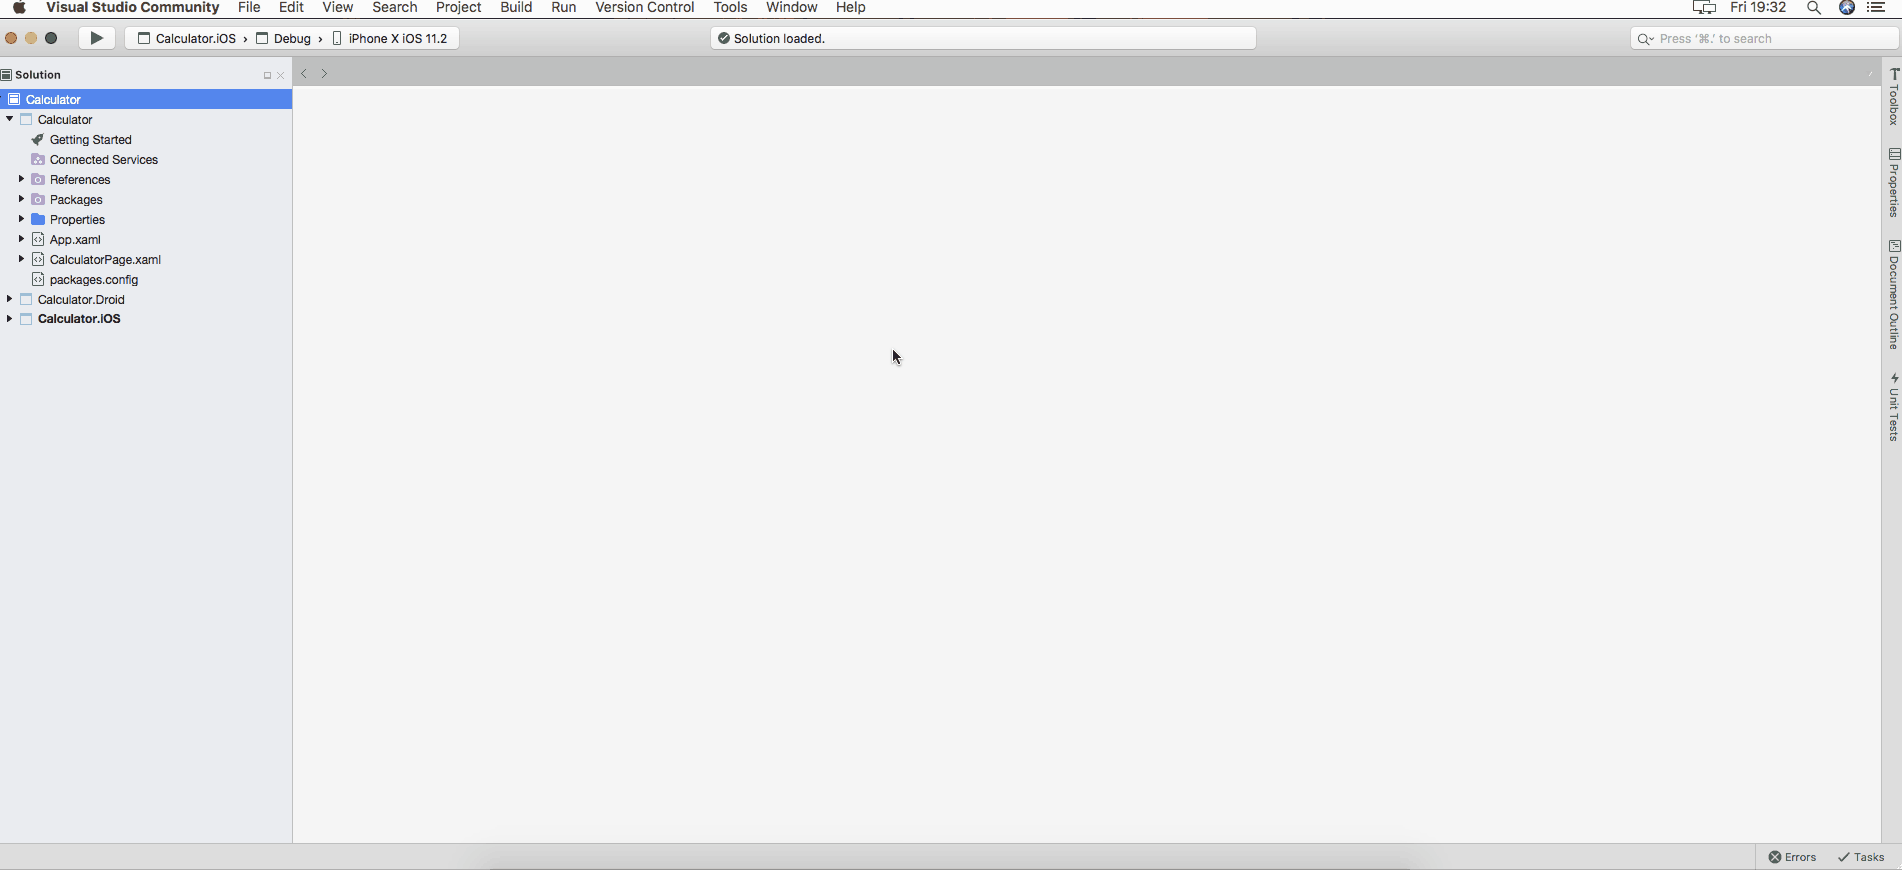 Visual Studio Community File Edit View Search Project Build Run Version Control Tools Window Help Fri 19:32
Calculator.iOS › Debug › iPhone X iOS 11.2
Solution loaded.
Press ‘⌘.’ to search
Solution
Calculator
Calculator
Getting Started
Connected Services
References
Packages
Properties
App.xaml
CalculatorPage.xaml
packages.config
Calculator.Droid
Calculator.iOS
Toolbox
Properties
Document Outline
Unit Tests
Errors Tasks